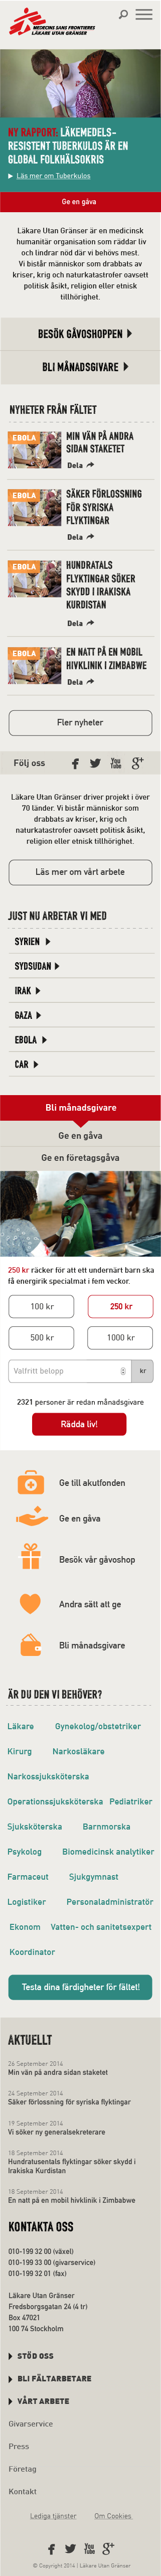 MEDECINS SANS FRONTIERES
LÄKARE UTAN GRÄNSER
NY RAPPORT: LÄKEMEDELS-
RESISTENT TUBERKULOS ÄR EN
GLOBAL FOLKHÄLSOKRIS
Läs mer om Tuberkulos
Ge en gåva
Läkare Utan Gränser är en medicinsk
humanitär organisation som räddar liv
och lindrar nöd där vi behövs mest.
Vi bistår människor som drabbats av
kriser, krig och naturkatastrofer oavsett
politisk åsikt, religion eller etnisk
tillhörighet.
BESÖK GÅVOSHOPPEN
BLI MÅNADSGIVARE
NYHETER FRÅN FÄLTET
EBOLA
MIN VÄN PÅ ANDRA
SIDAN STAKETET
Dela
EBOLA
SÄKER FÖRLOSSNING
FÖR SYRISKA
FLYKTINGAR
Dela
EBOLA
HUNDRATALS
FLYKTINGAR SÖKER
SKYDD I IRAKISKA
KURDISTAN
Dela
EBOLA
EN NATT PÅ EN MOBIL
HIVKLINIK I ZIMBABWE
Dela
Fler nyheter
Följ oss
You
Tube
g+
Läkare Utan Gränser driver projekt i över
70 länder. Vi bistår människor som
drabbats av kriser, krig och
naturkatastrofer oavsett politisk åsikt,
religion eller etnisk tillhörighet.
Läs mer om vårt arbele
JUST NU ARBETAR VI MED
SYRIEN
SYDSUDAN
IRAK
GAZA
EBOLA
CAR
Bli månadsgivare
Ge en gåva
Ge en företagsgåva
250 kr räcker för att ett undernärt barn ska
få energirik specialmat i fem veckor.
100 kr
250 kr
500 kr
1000 kr
Valfritt belopp
kr
2321 personer är redan månadsgivare
Rädda liv!
Ge till akutfonden
Ge en gåva
Besök vår gåvoshop
Andra sätt att ge
Bli månadsgivare
ÄR DU DEN VI BEHÖVER?
Läkare Gynekolog/obstetriker
Kirurg Narkosläkare
Narkossjuksköterska
Operationssjuksköterska Pediatriker
Sjuksköterska Barnmorska
Psykolog Biomedicinsk analytiker
Farmaceut Sjukgymnast
Logistiker Personaladministratör
Ekonom Vatten- och sanitetsexpert
Koordinator
Testa dina färdigheter för fältet!
AKTUELLT
26 September 2014
Min vän på andra sidan staketet
24 September 2014
Säker förlossning för syriska flyktingar
19 September 2014
Vi söker ny generalsekreterare
18 September 2014
Hundratusentals flyktingar söker skydd i
Irakiska Kurdistan
18 September 2014
En natt på en mobil hivklinik i Zimbabwe
KONTAKTA OSS
010-199 32 00 (växel)
010-199 33 00 (givarservice)
010-199 32 01 (fax)
Läkare Utan Gränser
Fredsborgsgatan 24 (4 tr)
Box 47021
100 74 Stockholm
STÖD OSS
BLI FÄLTARBETARE
VÅRT ARBETE
Givarservice
Press
Företag
Kontakt
Lediga tjänster
Om Cookies
You
Tube
g+
© Copyright 2014 | Läkare Utan Gränser